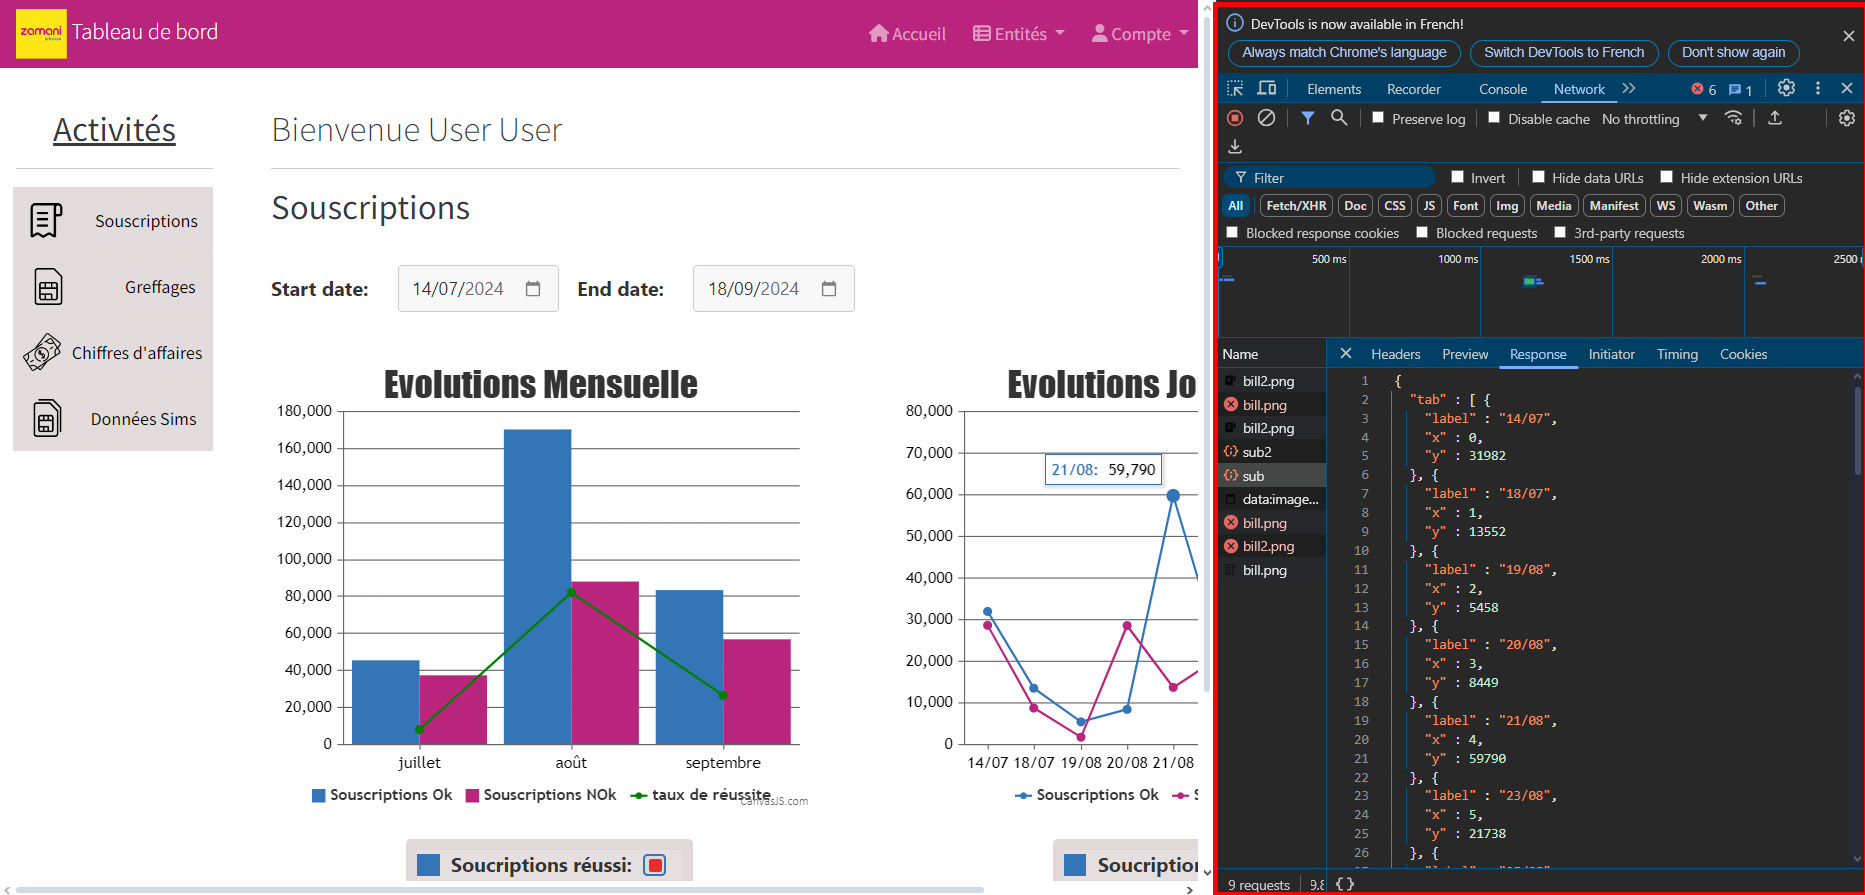 zamani
Tableau de bord
Accueil
Entités
Compte
Activités
Souscriptions
Greffages
Chiffres d'affaires
Données Sims
Bienvenue User User
Souscriptions
Start date:
14/07/2024
End date:
18/09/2024
Evolutions Mensuelle
180,000
160,000
140,000
120,000
100,000
80,000
60,000
40,000
20,000
0
juillet août septembre
Souscriptions Ok Souscriptions NOk taux de réussite
CanvasJS.com
Soucriptions réussi:
Evolutions Jo
80,000
70,000
60,000
50,000
40,000
30,000
20,000
10,000
0
21/08: 59,790
14/07 18/07 19/08 20/08 21/08
Souscriptions Ok S
Souscription
DevTools is now available in French!
Always match Chrome's language Switch DevTools to French Don't show again
Elements Recorder Console Network 6 1
Preserve log Disable cache No throttling
Filter Invert Hide data URLs Hide extension URLs
All Fetch/XHR Doc CSS JS Font Img Media Manifest WS Wasm Other
Blocked response cookies Blocked requests 3rd-party requests
500 ms 1000 ms 1500 ms 2000 ms 2500
Name
bill2.png
bill.png
bill2.png
sub2
sub
data:image...
bill.png
bill2.png
bill.png
Headers Preview Response Initiator Timing Cookies
1 {
2 "tab" : [ {
3 "label" : "14/07",
4 "x" : 0,
5 "y" : 31982
6 }, {
7 "label" : "18/07",
8 "x" : 1,
9 "y" : 13552
10 }, {
11 "label" : "19/08",
12 "x" : 2,
13 "y" : 5458
14 }, {
15 "label" : "20/08",
16 "x" : 3,
17 "y" : 8449
18 }, {
19 "label" : "21/08",
20 "x" : 4,
21 "y" : 59790
22 }, {
23 "label" : "23/08",
24 "x" : 5,
25 "y" : 21738
26 }, {
9 requests 9.8 {}